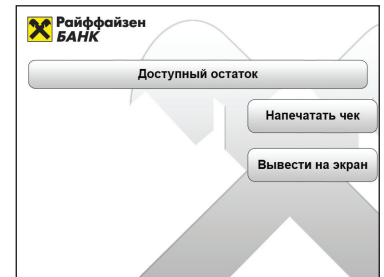 Райффайзен
БАНК
Доступный остаток
Напечатать чек
Вывести на экран